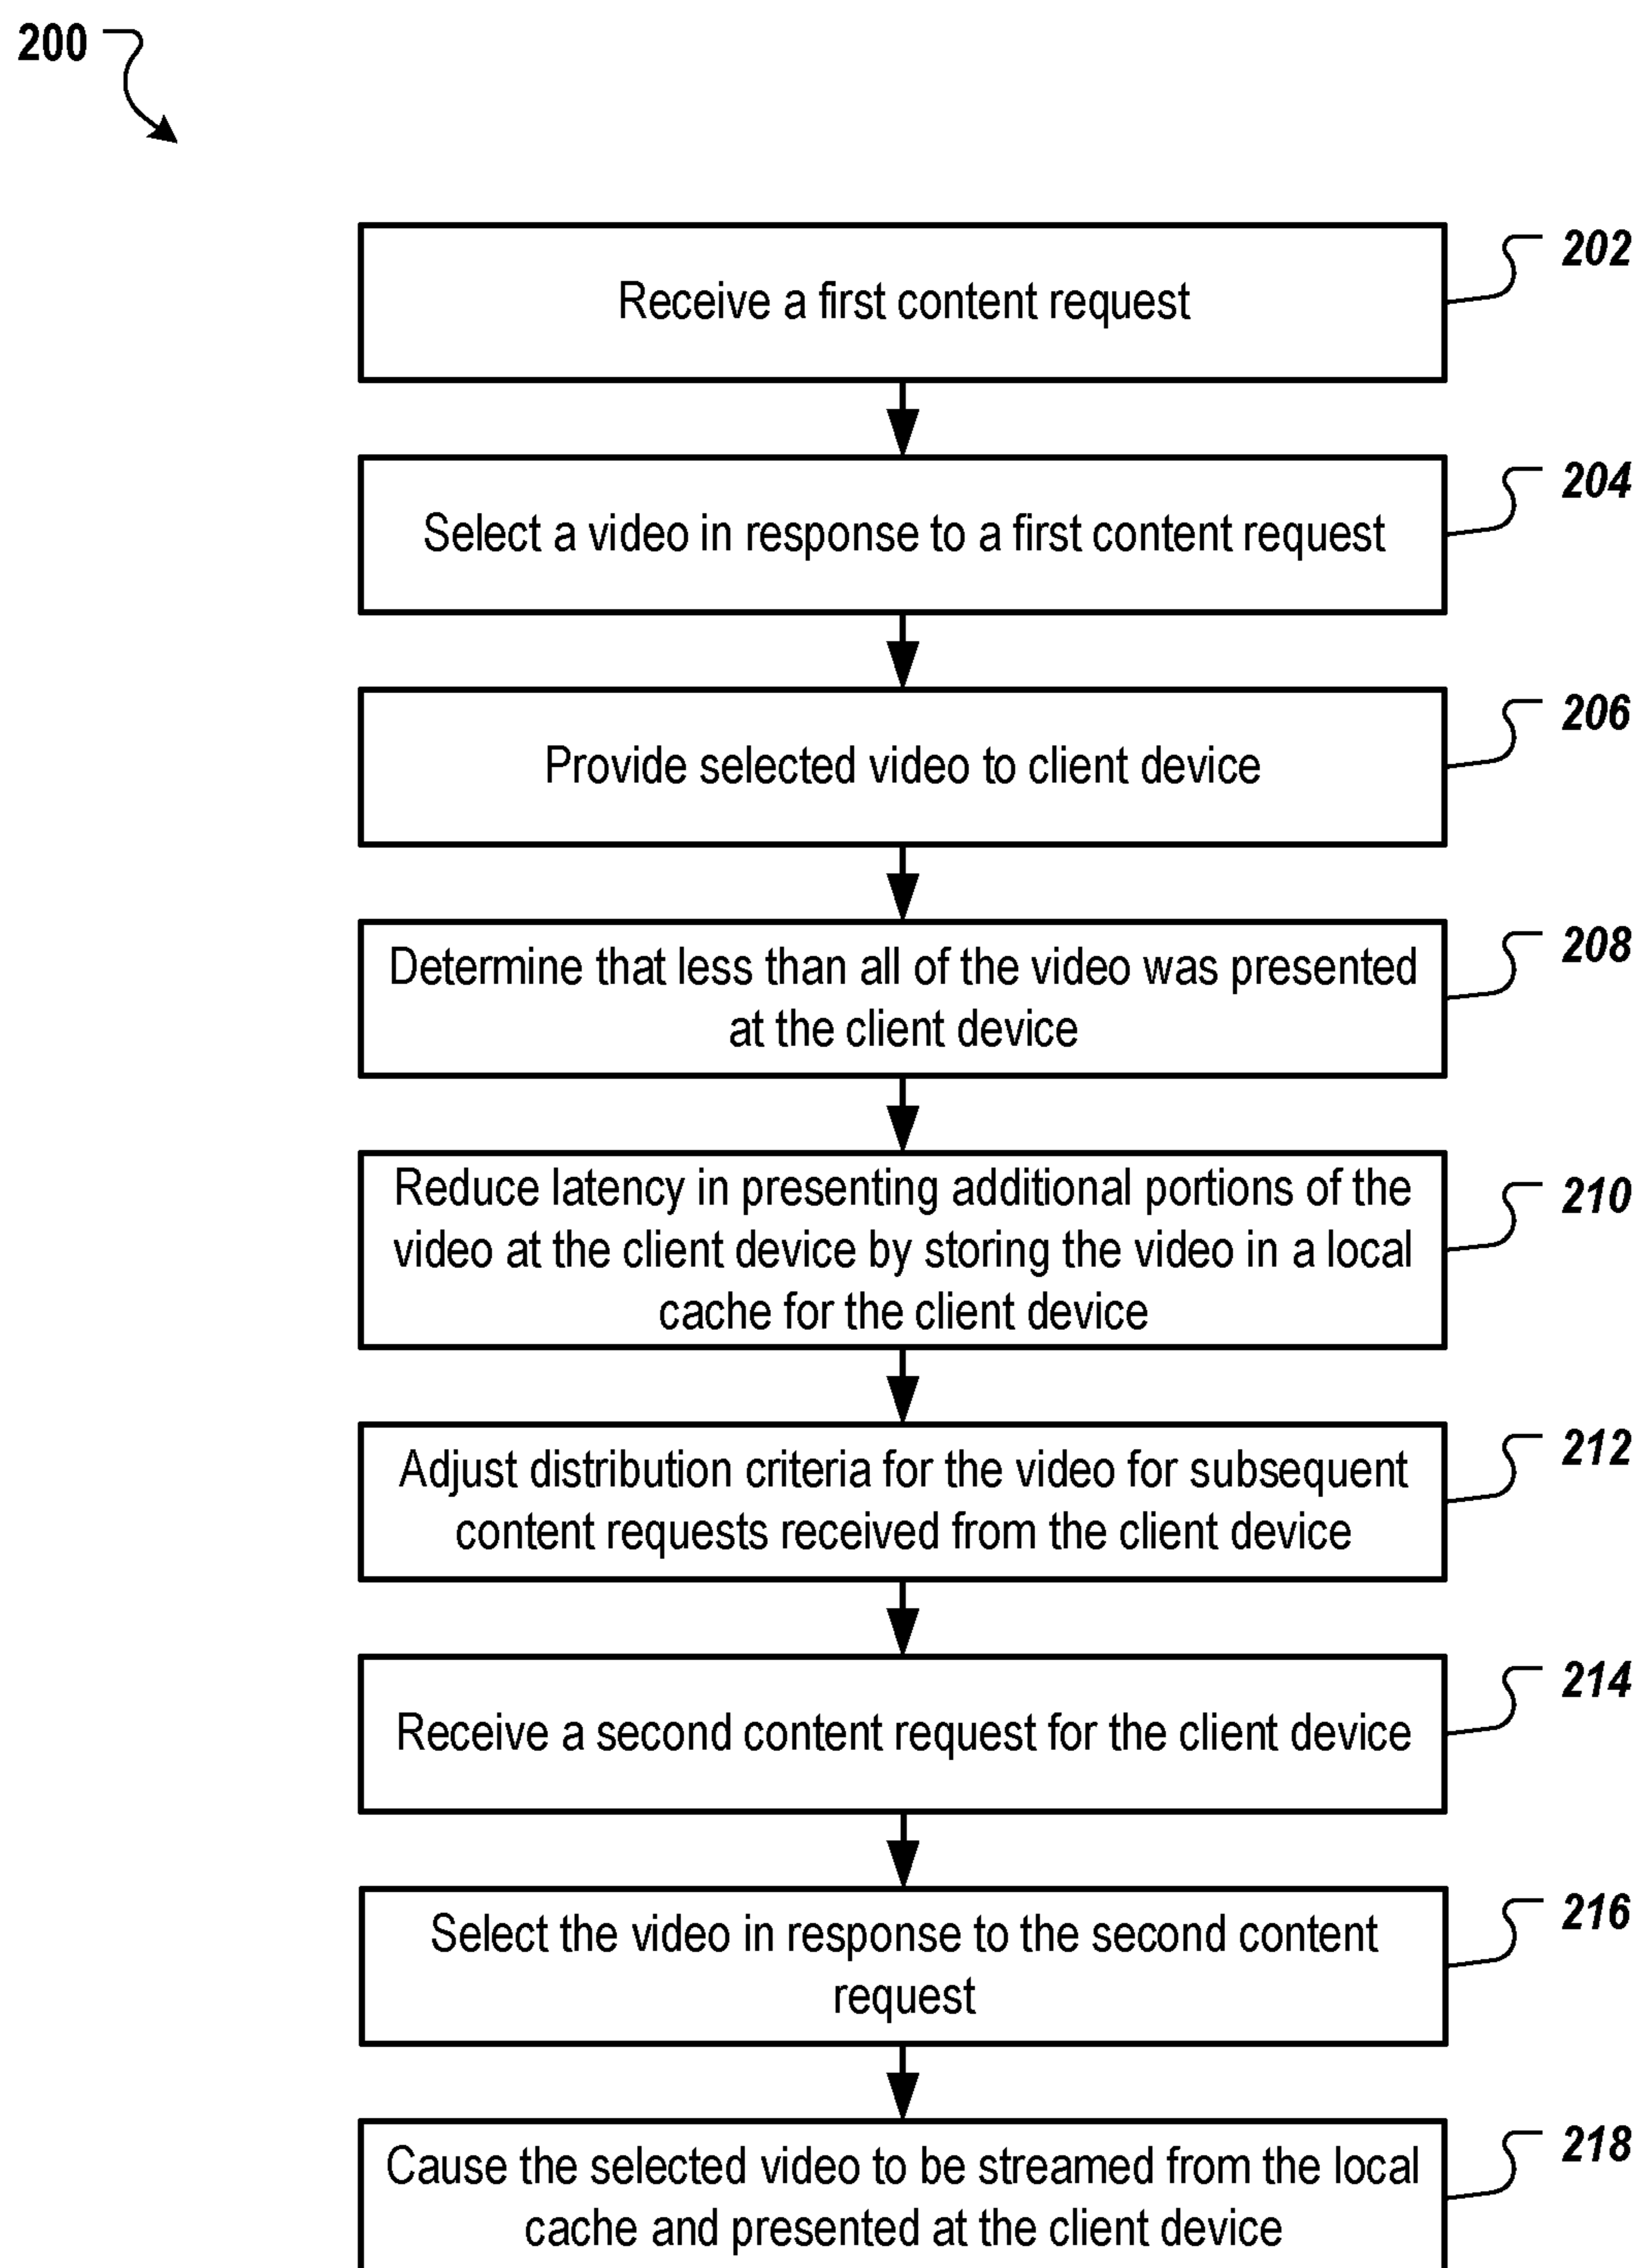 200
Receive a first content request
202
Select a video in response to a first content request
204
Provide selected video to client device
206
Determine that less than all of the video was presented
at the client device
208
Reduce latency in presenting additional portions of the
video at the client device by storing the video in a local
cache for the client device
210
Adjust distribution criteria for the video for subsequent
content requests received from the client device
212
Receive a second content request for the client device
214
Select the video in response to the second content
request
216
Cause the selected video to be streamed from the local
cache and presented at the client device
218